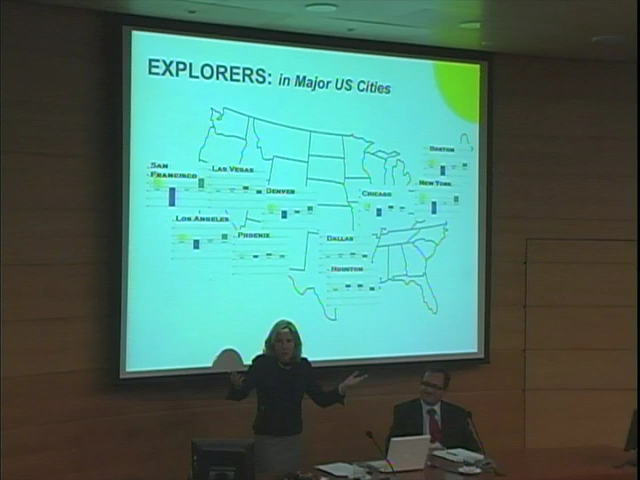 EXPLORERS: in Major US Cities
BOSTON
SAN
FRANCISCO
LAS VEGAS
DENVER
CHICAGO
NEW YORK
LOS ANGELES
PHOENIX
DALLAS
HOUSTON